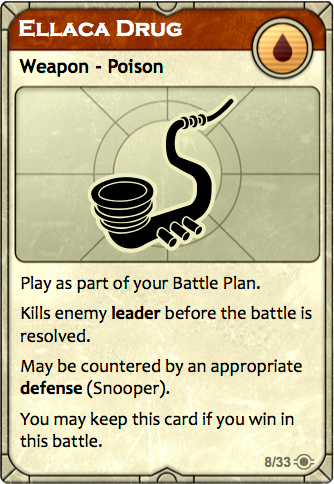 Ellaca Drug
Weapon - Poison
Play as part of your Battle Plan.
Kills enemy leader before the battle is
resolved.
May be countered by an appropriate
defense (Snooper).
You may keep this card if you win in
this battle.
8/33